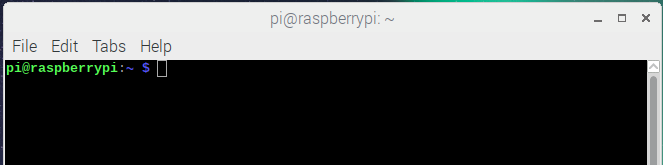 pi@raspberrypi: ~
File Edit Tabs Help
pi@raspberrypi:~ $